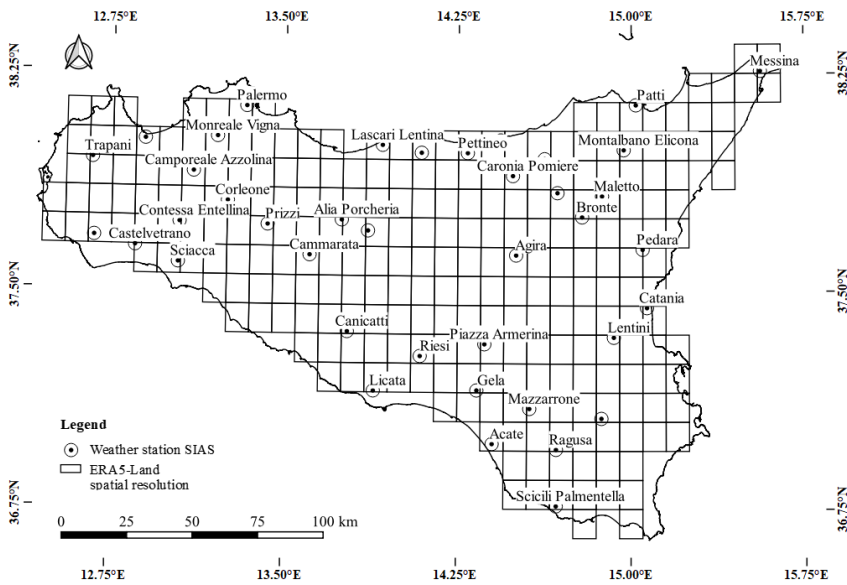 12.75°E 13.50°E 14.25°E 15.00°E 15.75°E
38.25°N
38.25°N
Messina
Palermo
Patti
Monreale Vigna
Lascari Lentina
Pettineo
Montalbano Elicona
Trapani
Camporeale Azzolina
Caronia Pomiere
Corleone
Maletto
Contessa Entellina
Prizzi
Alia Porcheria
Bronte
Castelvetrano
Sciacca
Cammarata
Agira
Pedara
37.50°N
37.50°N
Catania
Canicatti
Piazza Armerina
Lentini
Riesi
Licata
Gela
Mazzarrone
Legend
Weather station SIAS
ERA5-Land
spatial resolution
Acate
Ragusa
Scicili Palmentella
36.75°N
36.75°N
0 25 50 75 100 km
12.75°E 13.50°E 14.25°E 15.00°E 15.75°E